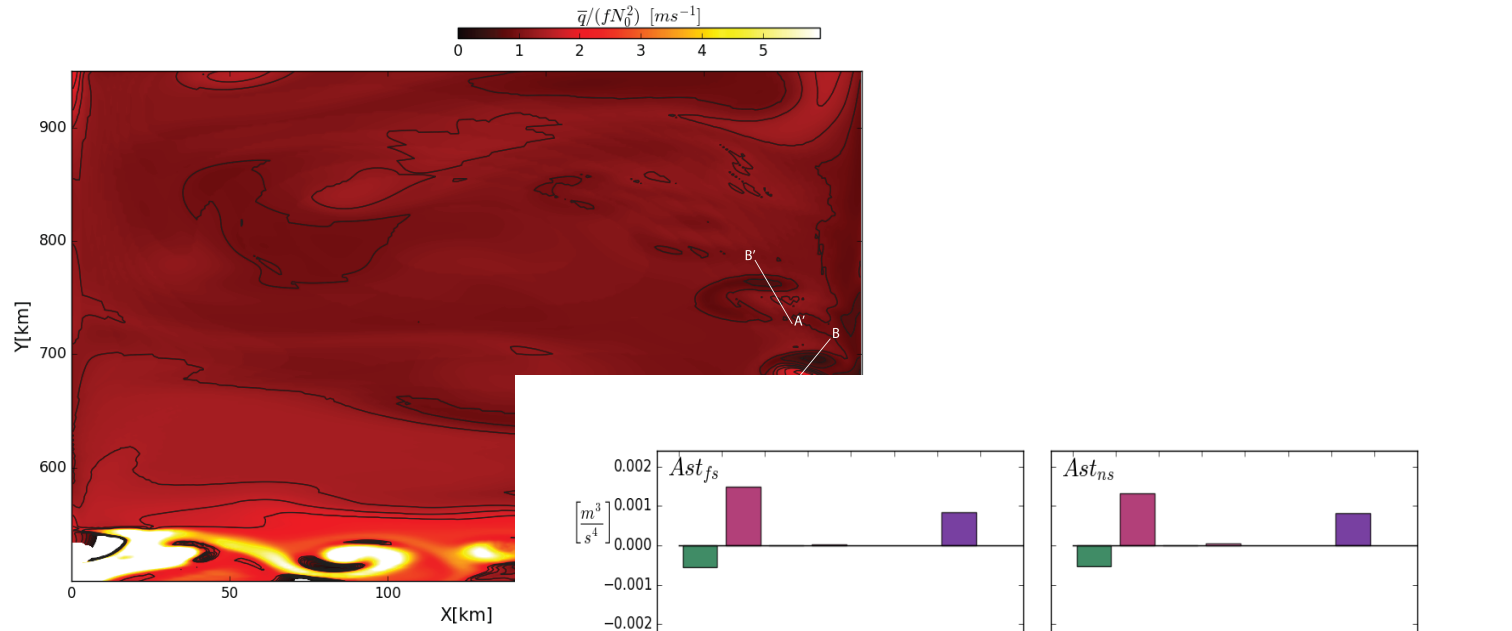 q̅/(fN₀²) [ms⁻¹]
0 1 2 3 4 5
900
800
700
600
Y[km]
B′
A′
B
0 50 100
X[km]
Ast_fs
0.002
0.001
0.000
−0.001
−0.002
[m³/s⁴]
Ast_ns